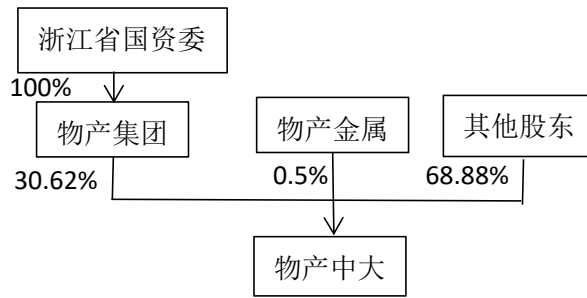 浙江省国资委
100%
物产集团
物产金属
其他股东
30.62%
0.5%
68.88%
物产中大